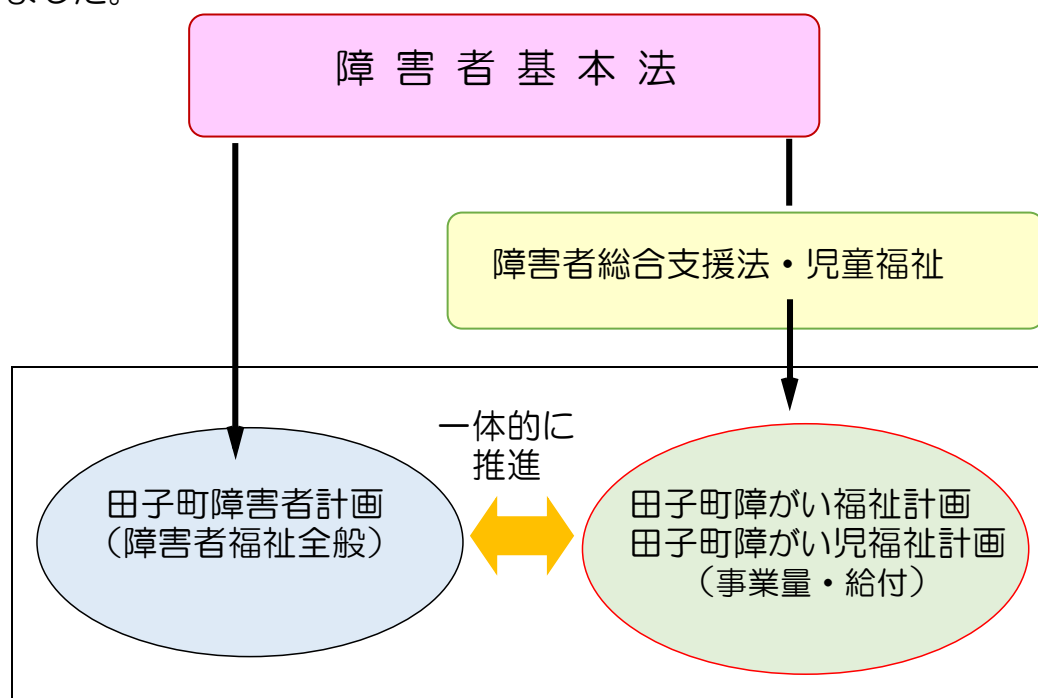 ました。
障害者基本法
障害者総合支援法・児童福祉
一体的に
推進
田子町障害者計画
（障害者福祉全般）
田子町障がい福祉計画
田子町障がい児福祉計画
（事業量・給付）